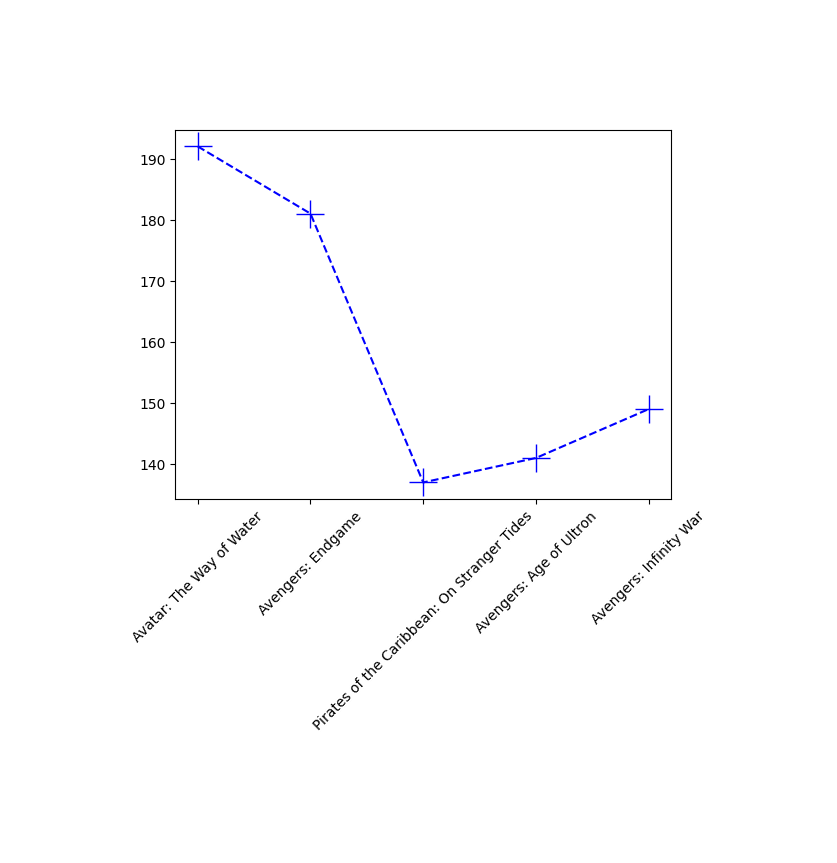 190
180
170
160
150
140
Avatar: The Way of Water
Avengers: Endgame
Pirates of the Caribbean: On Stranger Tides
Avengers: Age of Ultron
Avengers: Infinity War